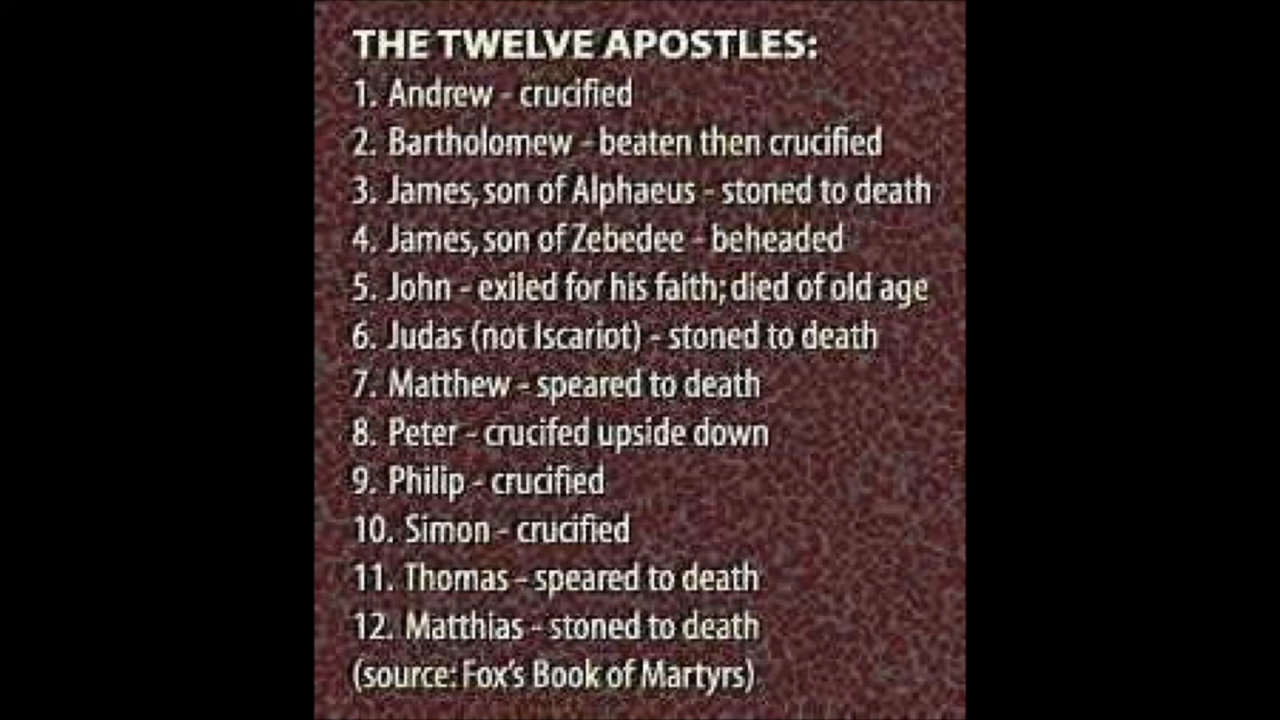 THE TWELVE APOSTLES:
1. Andrew - crucified
2. Bartholomew - beaten then crucified
3. James, son of Alphaeus - stoned to death
4. James, son of Zebedee - beheaded
5. John - exiled for his faith; died of old age
6. Judas (not Iscariot) - stoned to death
7. Matthew - speared to death
8. Peter - crucifed upside down
9. Philip - crucified
10. Simon - crucified
11. Thomas - speared to death
12. Matthias - stoned to death
(source: Fox's Book of Martyrs)